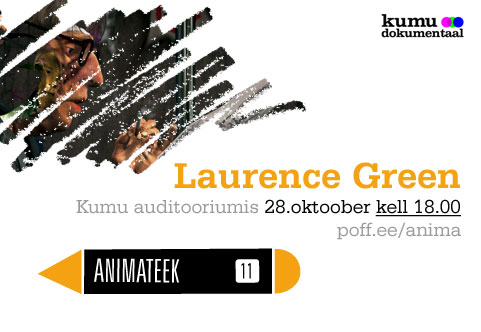 kumu
dokumentaal
Laurence Green
Kumu auditooriumis 28.oktoober kell 18.00
poff.ee/anima
ANIMATEEK 11